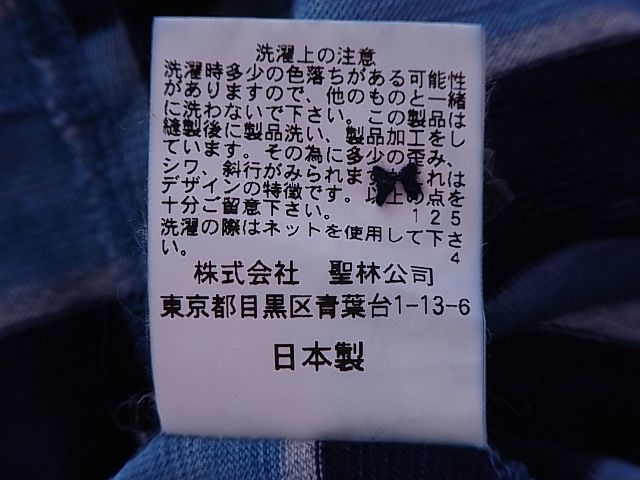 洗濯上の注意
洗濯時多少の色落ちがある可能性
がありますので、他のものと一緒
に洗わないで下さい。この製品は
縫製後に製品洗い、製品加工をし
ています。その為に多少の歪み、
シワ、斜行がみられます これは
デザインの特徴です。以上の点を
十分ご留意下さい。 125
洗濯の際はネットを使用して下さ
い。 4
株式会社 聖林公司
東京都目黒区青葉台1-13-6
日本製